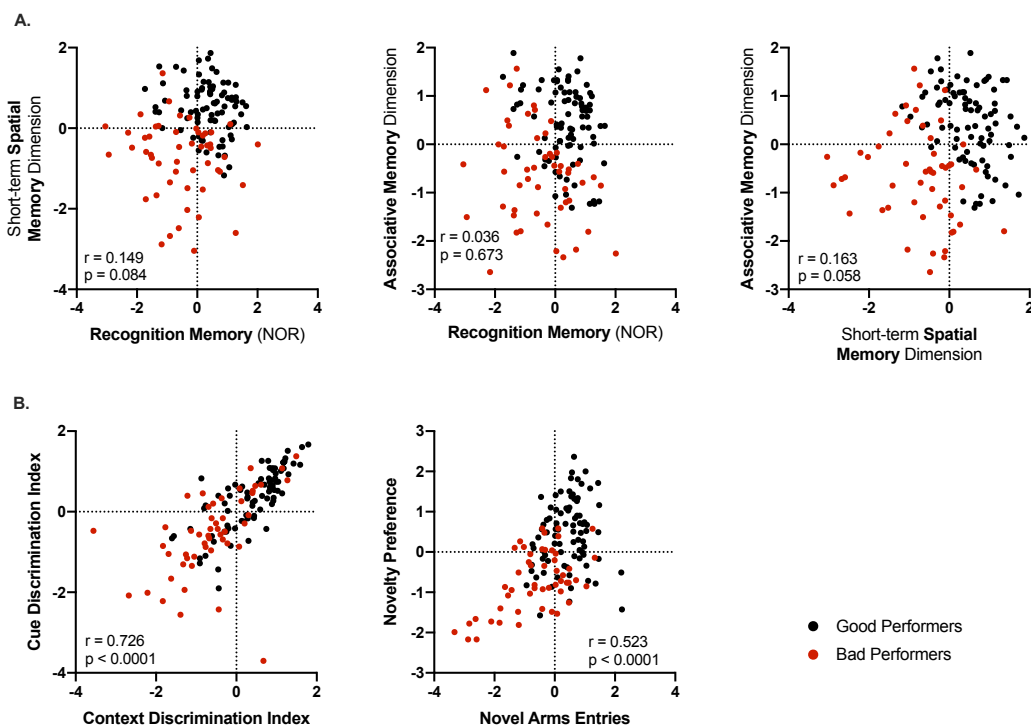 A.
2
0
-2
-4
-4
-2
0
2
4
Short-term Spatial
Memory Dimension
r = 0.149
p = 0.084
Recognition Memory (NOR)
2
1
0
-1
-2
-3
-4
-2
0
2
4
Associative Memory Dimension
r = 0.036
p = 0.673
Recognition Memory (NOR)
2
1
0
-1
-2
-3
-4
-2
0
2
Associative Memory Dimension
r = 0.163
p = 0.058
Short-term Spatial
Memory Dimension
B.
2
0
-2
-4
-4
-2
0
2
Cue Discrimination Index
r = 0.726
p < 0.0001
Context Discrimination Index
3
2
1
0
-1
-2
-3
-4
-2
0
2
4
Novelty Preference
r = 0.523
p < 0.0001
Novel Arms Entries
Good Performers
Bad Performers